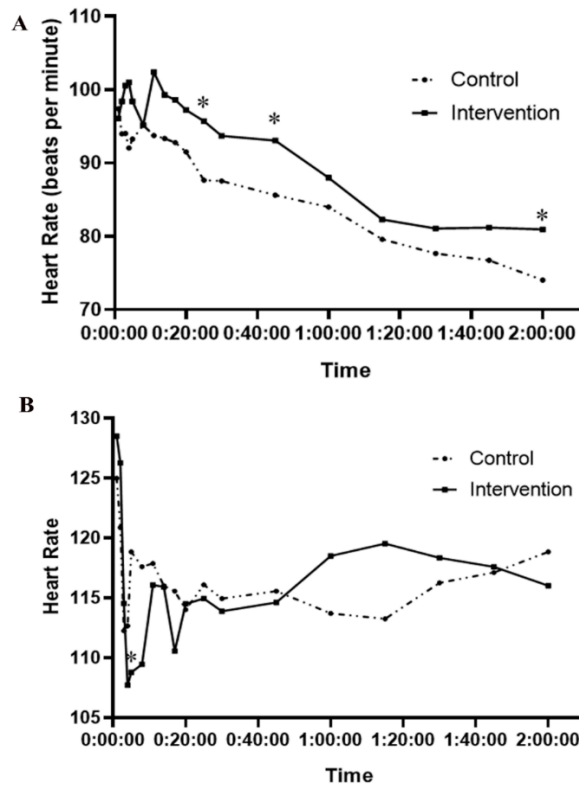 A
110
100
90
80
70
Heart Rate (beats per minute)
Control
Intervention
*
*
*
0:00:00 0:20:00 0:40:00 1:00:00 1:20:00 1:40:00 2:00:00
Time
B
130
125
120
115
110
105
Heart Rate
Control
Intervention
*
0:00:00 0:20:00 0:40:00 1:00:00 1:20:00 1:40:00 2:00:00
Time